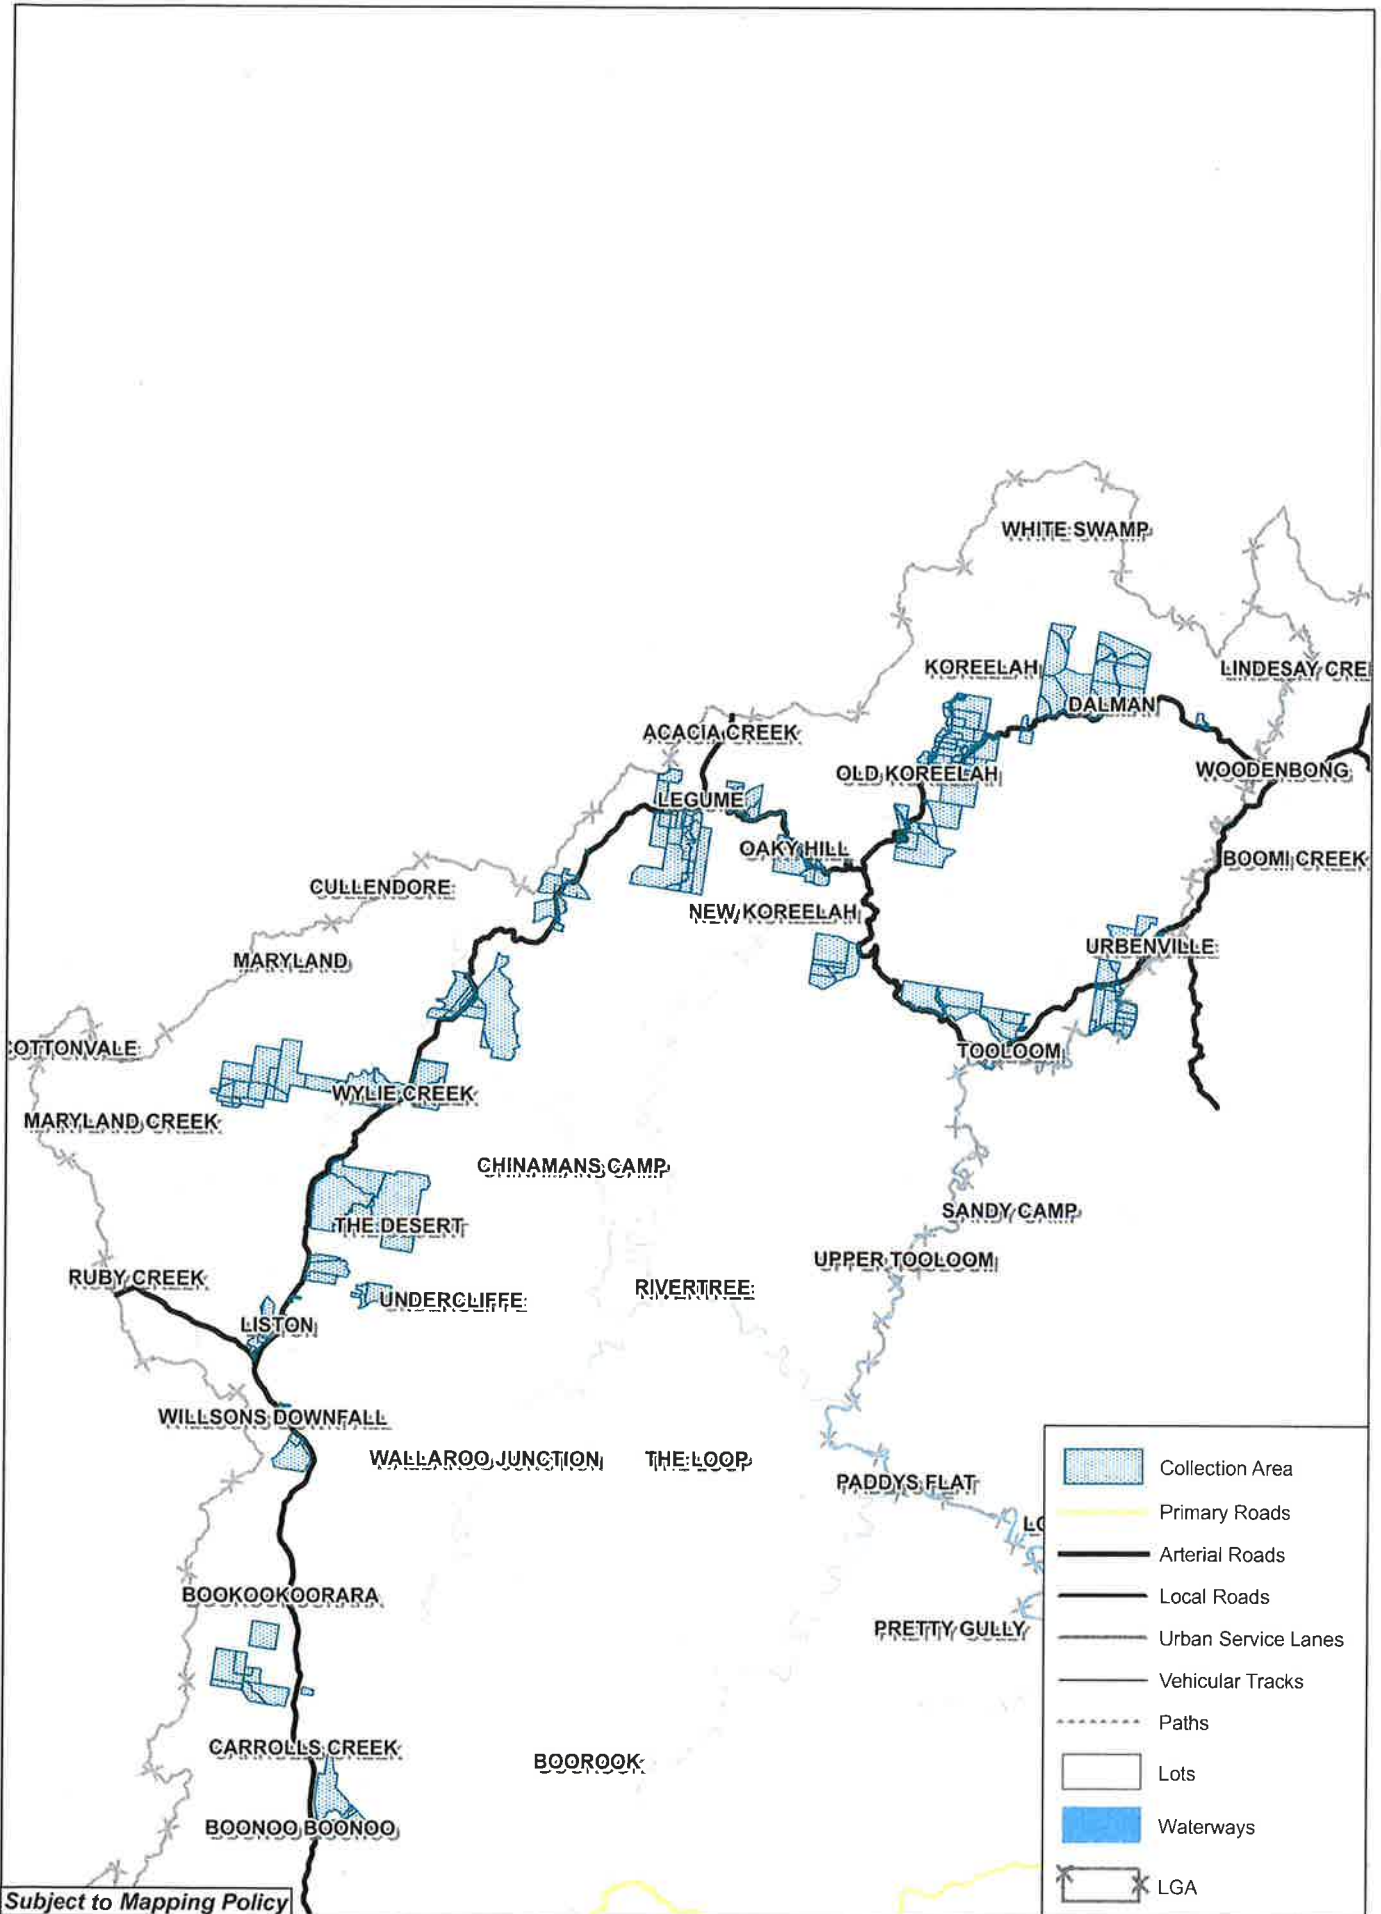 WHITE SWAMP
KOREELAH
LINDESAY CRE
DALMAN
ACACIA CREEK
OLD KOREELAH
WOODENBONG
LEGUME
OAKY HILL
BOOMI CREEK
CULLENDORE
NEW KOREELAH
URBENVILLE
MARYLAND
COTTONVALE
TOOLOOM
WYLIE CREEK
MARYLAND CREEK
CHINAMANS CAMP
SANDY CAMP
THE DESERT
UPPER TOOLOOM
RUBY CREEK
RIVERTREE
UNDERCLIFFE
LISTON
WILLSONS DOWNFALL
WALLAROO JUNCTION
THE LOOP
PADDYS FLAT
BOOKOOKOORARA
PRETTY GULLY
CARROLLS CREEK
BOOROOK
BOONOO BOONOO
Collection Area
Primary Roads
Arterial Roads
Local Roads
Urban Service Lanes
Vehicular Tracks
Paths
Lots
Waterways
LGA
Subject to Mapping Policy